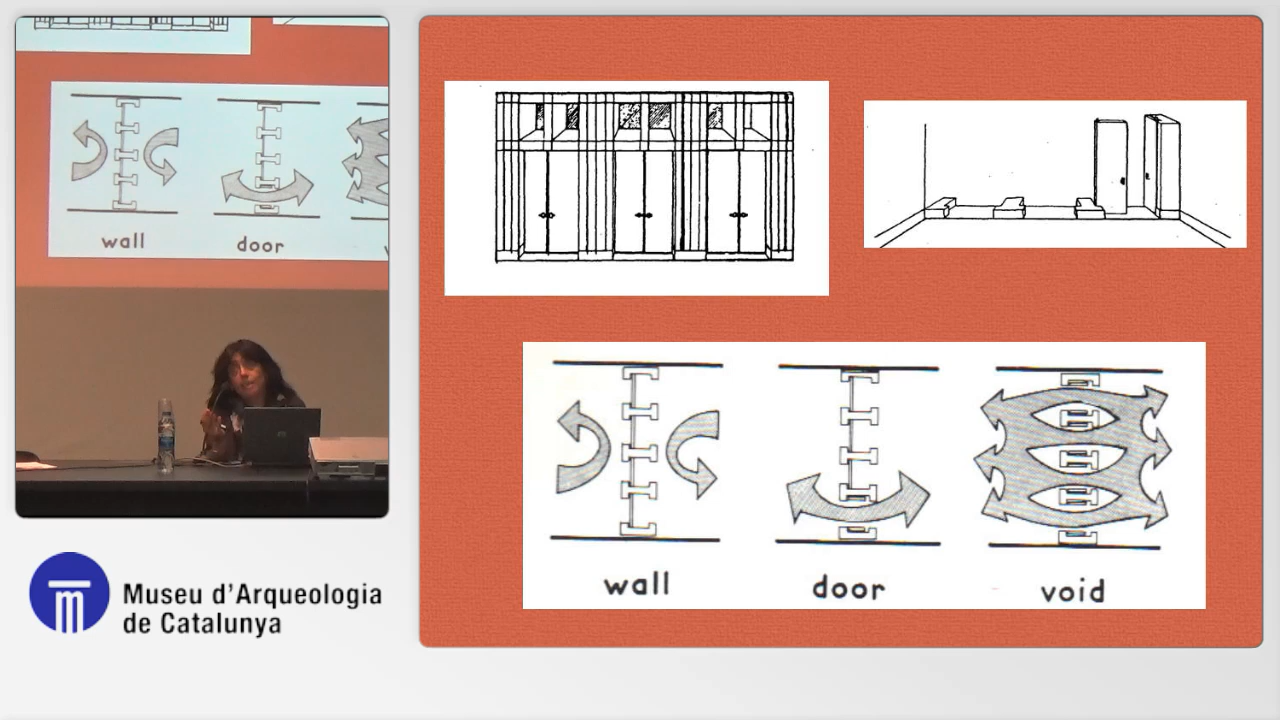 wall
door
Museu d'Arqueologia
de Catalunya
wall
door
void